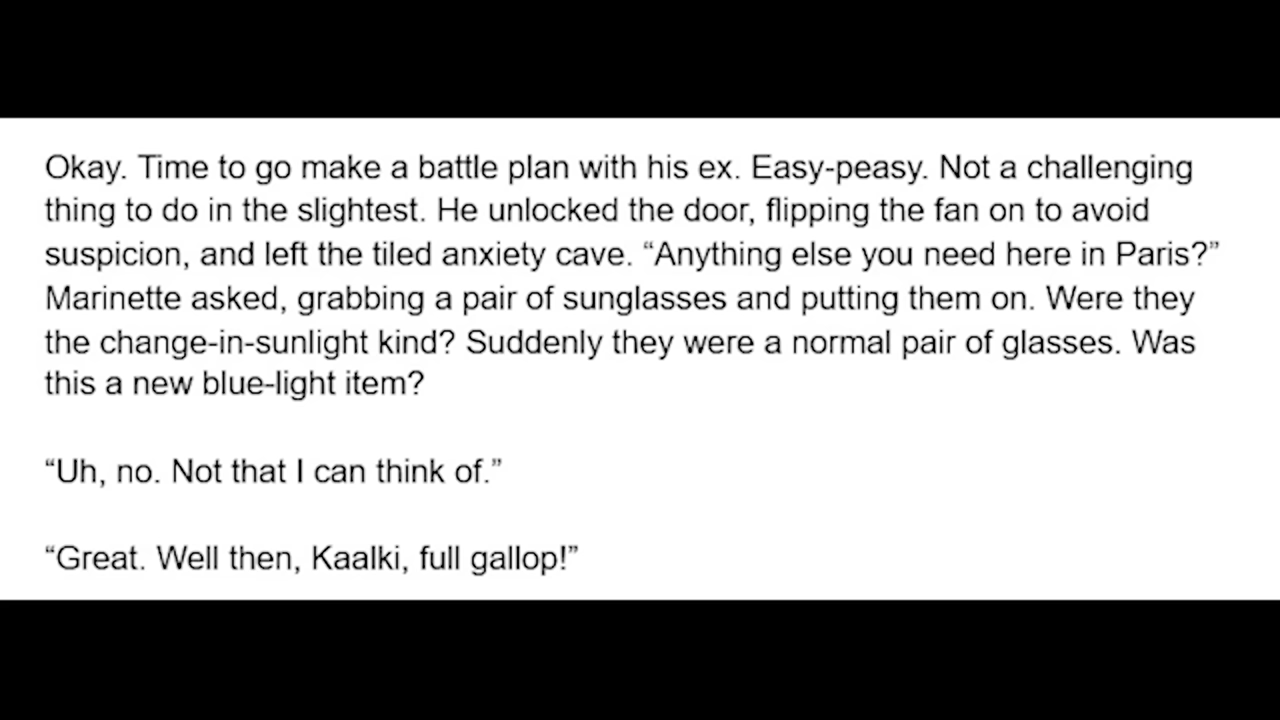 Okay. Time to go make a battle plan with his ex. Easy-peasy. Not a challenging
thing to do in the slightest. He unlocked the door, flipping the fan on to avoid
suspicion, and left the tiled anxiety cave. “Anything else you need here in Paris?”
Marinette asked, grabbing a pair of sunglasses and putting them on. Were they
the change-in-sunlight kind? Suddenly they were a normal pair of glasses. Was
this a new blue-light item?
“Uh, no. Not that I can think of.”
“Great. Well then, Kaalki, full gallop!”